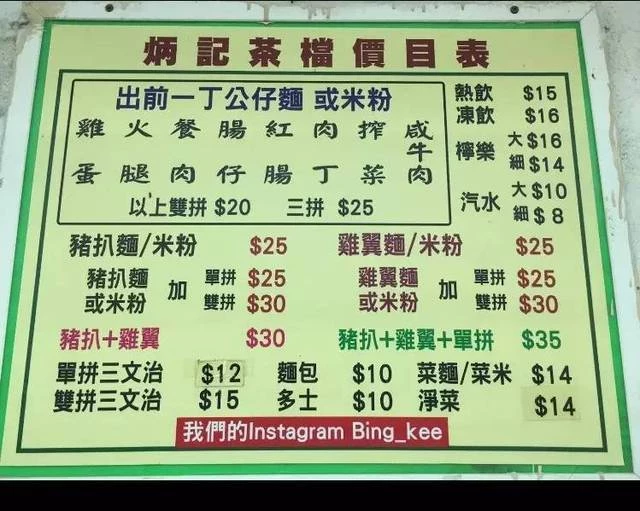 炳記茶檔價目表
出前一丁公仔麵 或米粉
雞 火 餐 腸 紅 肉 搾 咸牛
蛋 腿 肉 仔 腸 丁 菜 肉
以上雙拼 $20 三拼 $25
熱飲 $15
凍飲 $16
檸樂 大 $16
細 $14
汽水 大 $10
細 $8
豬扒麵/米粉 $25 雞翼麵/米粉 $25
豬扒麵或米粉 加 單拼 $25
雙拼 $30
雞翼麵或米粉 加 單拼 $25
雙拼 $30
豬扒+雞翼 $30 豬扒+雞翼+單拼 $35
單拼三文治 $12 麵包 $10 菜麵/菜米 $14
雙拼三文治 $15 多士 $10 淨菜 $14
我們的Instagram Bing_kee